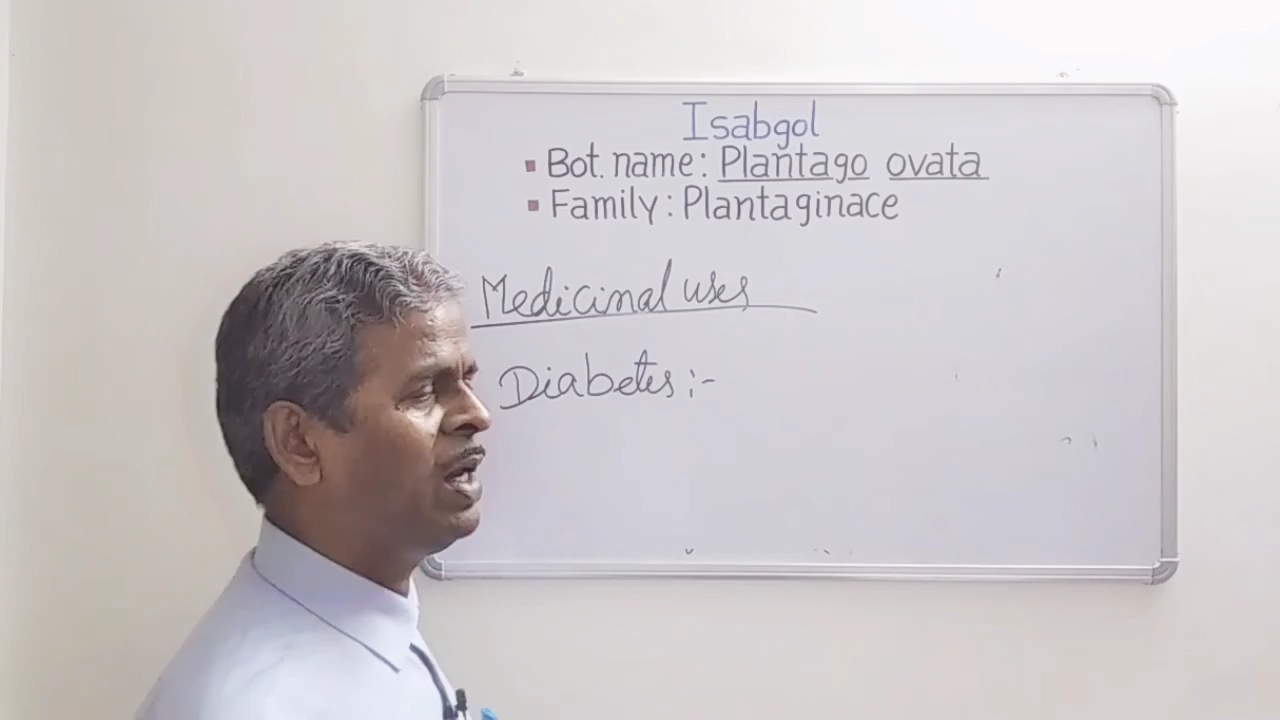 Isabgol
▪ Bot. name: Plantago ovata
▪ Family: Plantaginace
Medicinal uses
Diabetes :-